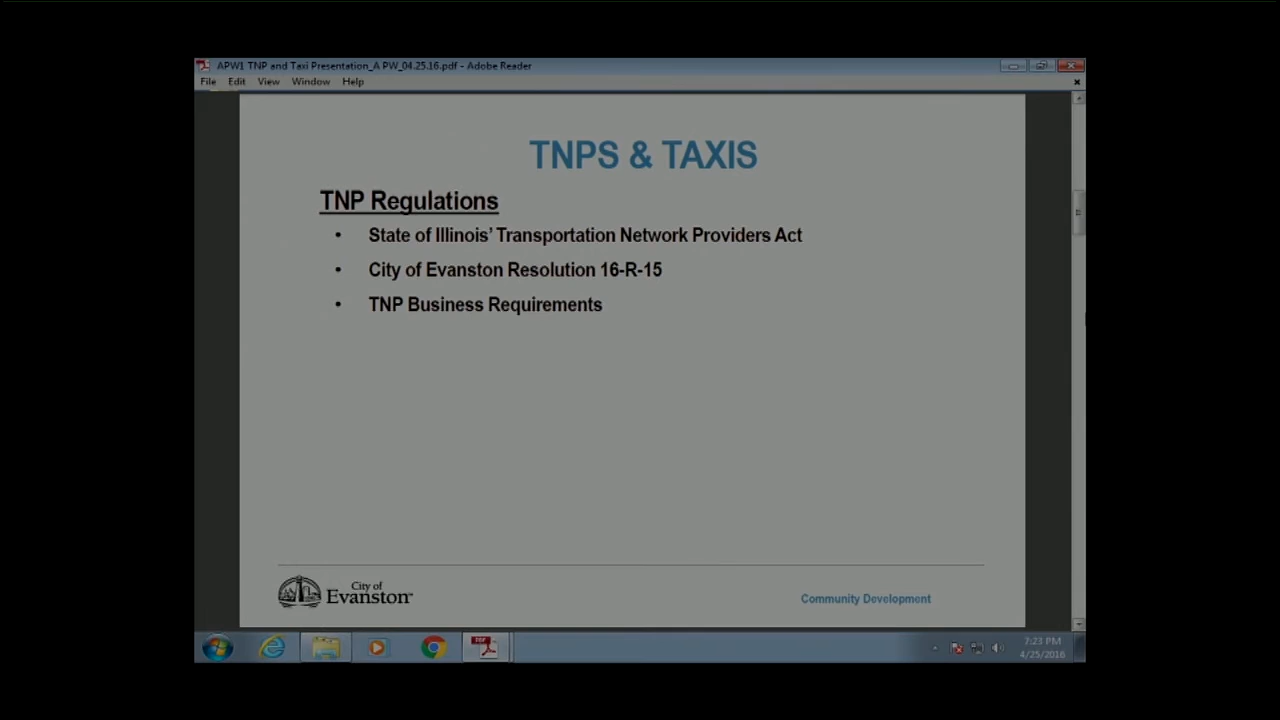 APW1 TNP and Taxi Presentation_A PW_04.25.16.pdf - Adobe Reader
File Edit View Window Help
TNPS & TAXIS
TNP Regulations
• State of Illinois' Transportation Network Providers Act
• City of Evanston Resolution 16-R-15
• TNP Business Requirements
City of
Evanston™
Community Development
7:23 PM
4/25/2016